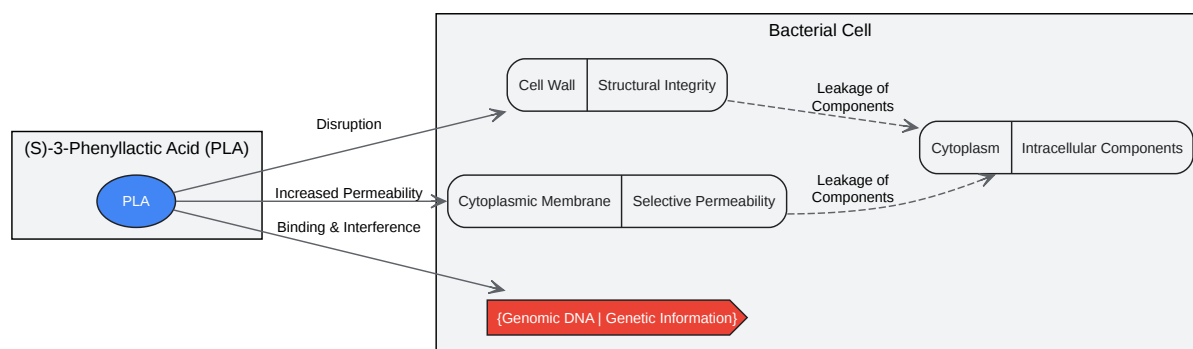 Bacterial Cell
Cell Wall
Structural Integrity
Leakage of
Components
Disruption
(S)-3-Phenyllactic Acid (PLA)
PLA
Cytoplasm
Intracellular Components
Increased Permeability
Cytoplasmic Membrane
Selective Permeability
Leakage of
Components
Binding & Interference
{Genomic DNA | Genetic Information}